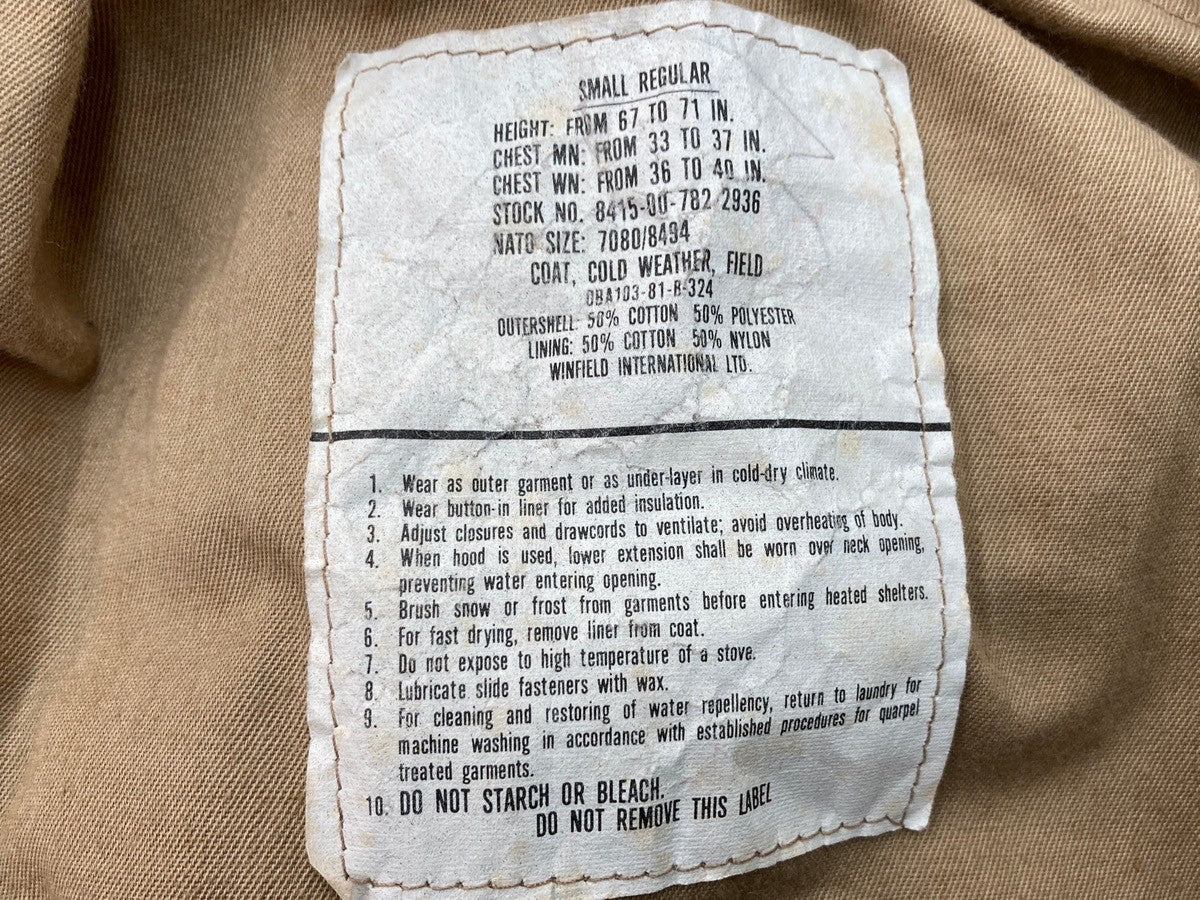 SMALL REGULAR
HEIGHT: FROM 67 TO 71 IN.
CHEST MN: FROM 33 TO 37 IN.
CHEST WN: FROM 36 TO 40 IN.
STOCK NO. 8415-00-782 2936
NATO SIZE: 7080/8494
COAT, COLD WEATHER, FIELD
0BA103-81-B-324
OUTERSHELL: 50% COTTON 50% POLYESTER
LINING: 50% COTTON 50% NYLON
WINFIELD INTERNATIONAL LTD.
1. Wear as outer garment or as under-layer in cold-dry climate.
2. Wear button-in liner for added insulation.
3. Adjust closures and drawcords to ventilate; avoid overheating of body.
4. When hood is used, lower extension shall be worn over neck opening,
preventing water entering opening.
5. Brush snow or frost from garments before entering heated shelters.
6. For fast drying, remove liner from coat.
7. Do not expose to high temperature of a stove.
8. Lubricate slide fasteners with wax.
9. For cleaning and restoring of water repellency, return to laundry for
machine washing in accordance with established procedures for quarpel
treated garments.
10. DO NOT STARCH OR BLEACH.
DO NOT REMOVE THIS LABEL